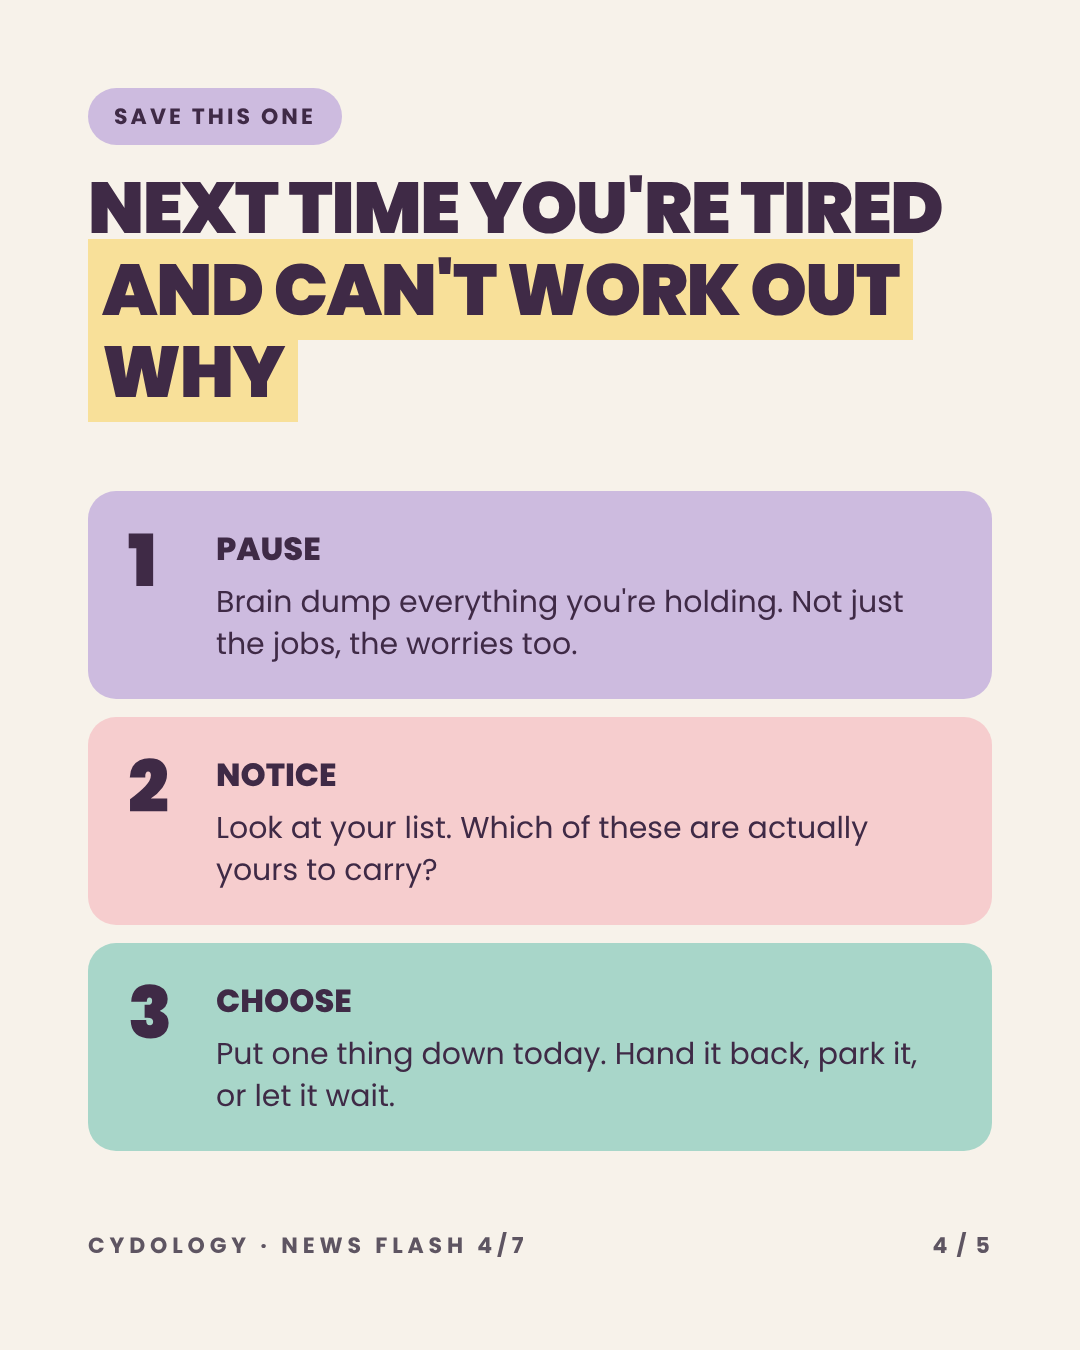 SAVE THIS ONE
NEXT TIME YOU'RE TIRED
AND CAN'T WORK OUT
WHY
1
PAUSE
Brain dump everything you're holding. Not just
the jobs, the worries too.
2
NOTICE
Look at your list. Which of these are actually
yours to carry?
3
CHOOSE
Put one thing down today. Hand it back, park it,
or let it wait.
CYDOLOGY · NEWS FLASH 4/7
4 / 5